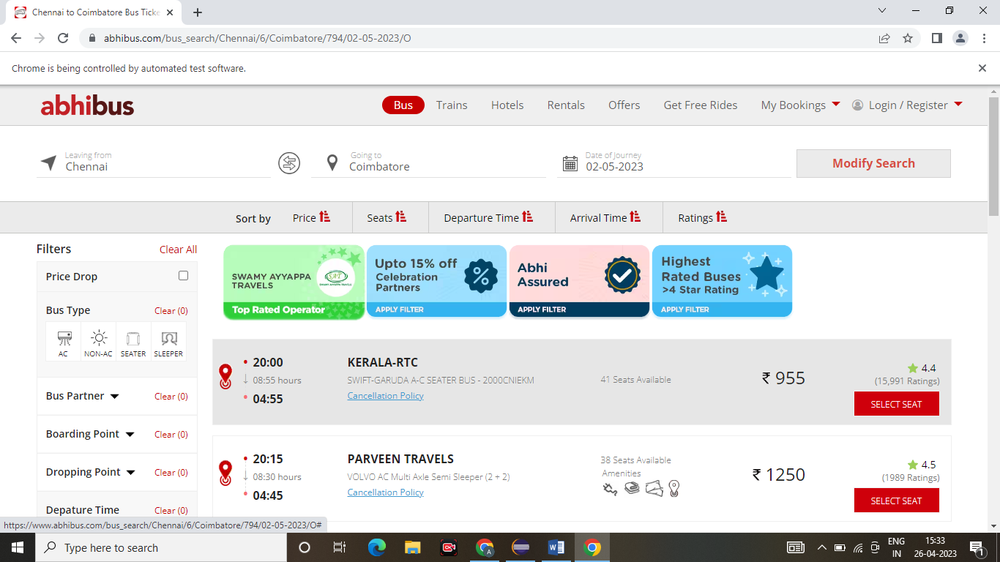 Chennai to Coimbatore Bus Ticke
abhibus.com/bus_search/Chennai/6/Coimbatore/794/02-05-2023/O
Chrome is being controlled by automated test software.
abhibus
Bus Trains Hotels Rentals Offers Get Free Rides My Bookings Login / Register
Leaving from
Chennai
Going to
Coimbatore
Date of Journey
02-05-2023
Modify Search
Sort by Price Seats Departure Time Arrival Time Ratings
Filters Clear All
Price Drop
Bus Type Clear (0)
AC NON-AC SEATER SLEEPER
Bus Partner Clear (0)
Boarding Point Clear (0)
Dropping Point Clear (0)
Depature Time Clear (0)
SWAMY AYYAPPA
TRAVELS
SAT
SWAMY AYYAPPA TRAVELS
Top Rated Operator
Upto 15% off
Celebration
Partners
%
APPLY FILTER
Abhi
Assured
APPLY FILTER
Highest
Rated Buses
>4 Star Rating
APPLY FILTER
20:00
08:55 hours
04:55
KERALA-RTC
SWIFT-GARUDA A-C SEATER BUS - 2000CNIEKM
Cancellation Policy
41 Seats Available
₹ 955
4.4
(15,991 Ratings)
SELECT SEAT
20:15
08:30 hours
04:45
PARVEEN TRAVELS
VOLVO AC Multi Axle Semi Sleeper (2 + 2)
Cancellation Policy
38 Seats Available
Amenities
₹ 1250
4.5
(1989 Ratings)
SELECT SEAT
https://www.abhibus.com/bus_search/Chennai/6/Coimbatore/794/02-05-2023/O#
Type here to search
A
W
ENG
IN
15:33
26-04-2023
1